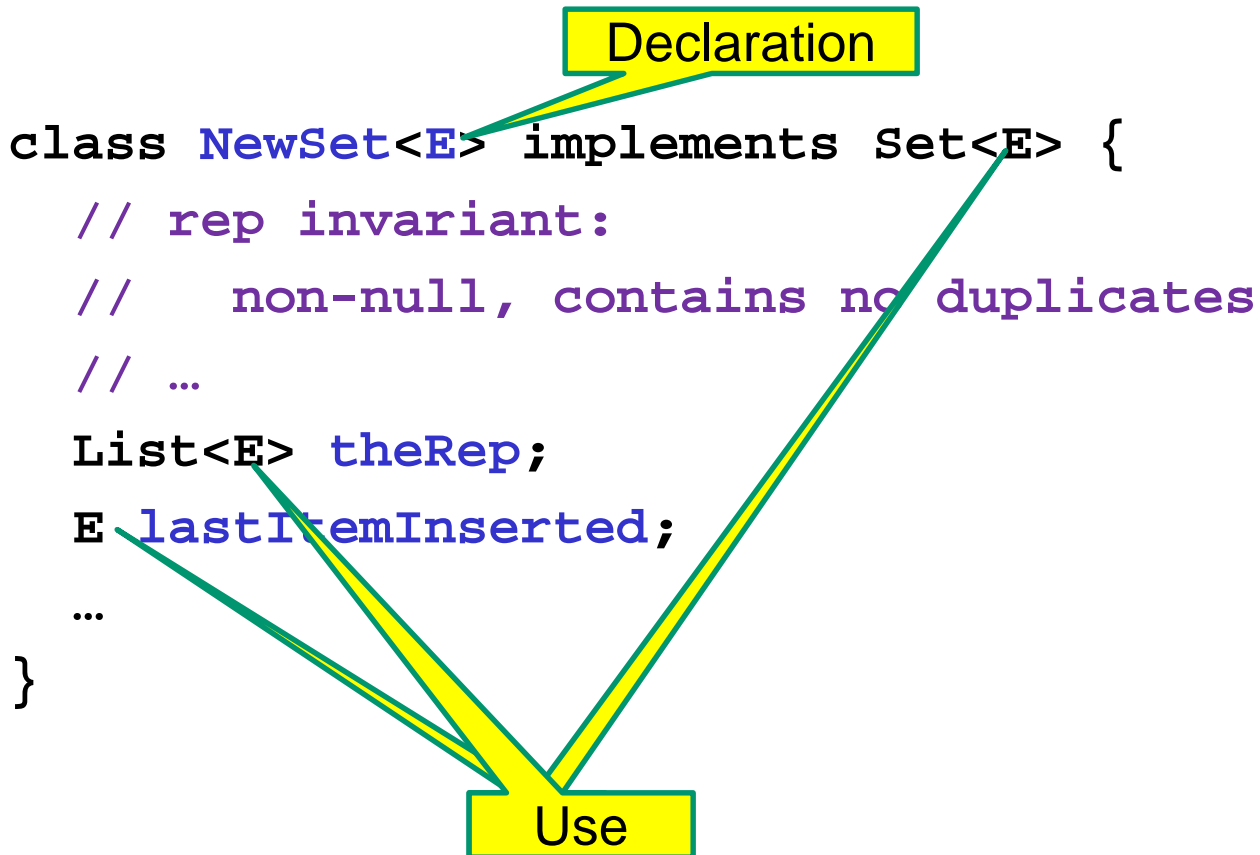 Declaration
class NewSet<E> implements Set<E> {
  // rep invariant:
  //   non-null, contains no duplicates
  // …
  List<E> theRep;
  E lastItemInserted;
  …
}
Use